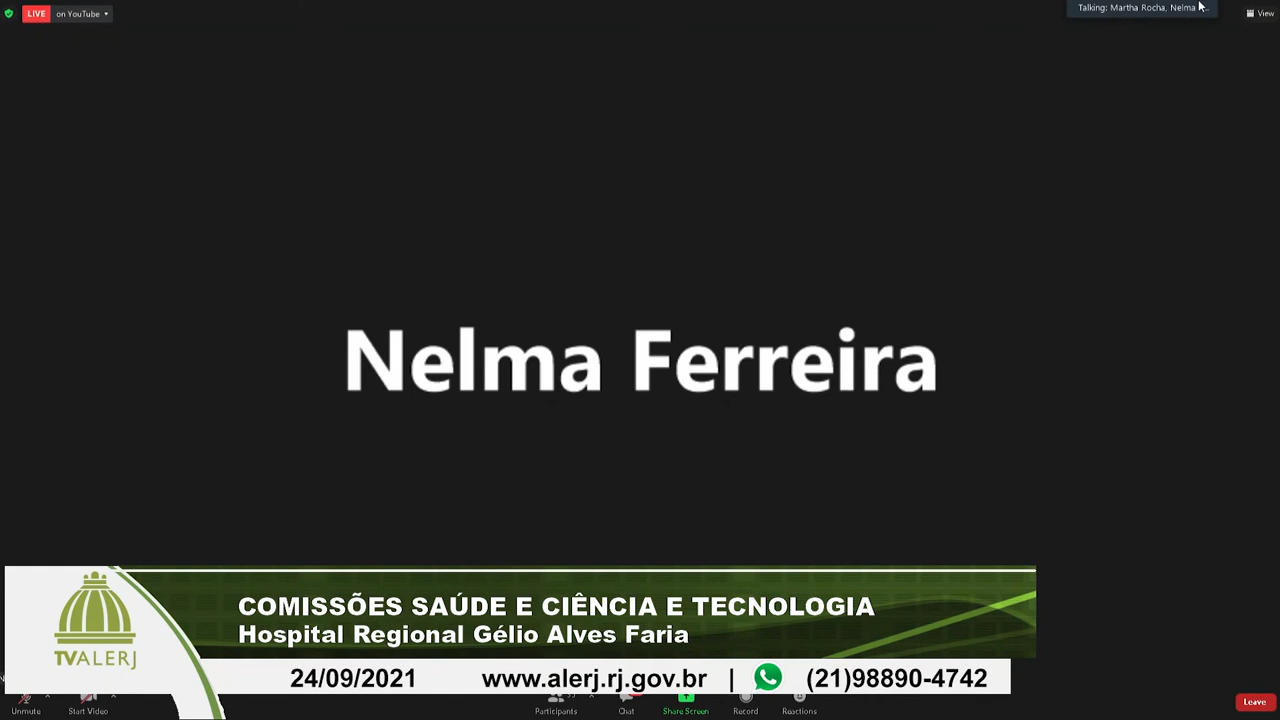 LIVE on YouTube
Talking: Martha Rocha, Nelma
View
Nelma Ferreira
COMISSÕES SAÚDE E CIÊNCIA E TECNOLOGIA
Hospital Regional Gélio Alves Faria
TVALERJ
24/09/2021 www.alerj.rj.gov.br | (21)98890-4742
Unmute Start Video Participants Chat Share Screen Record Reactions Leave